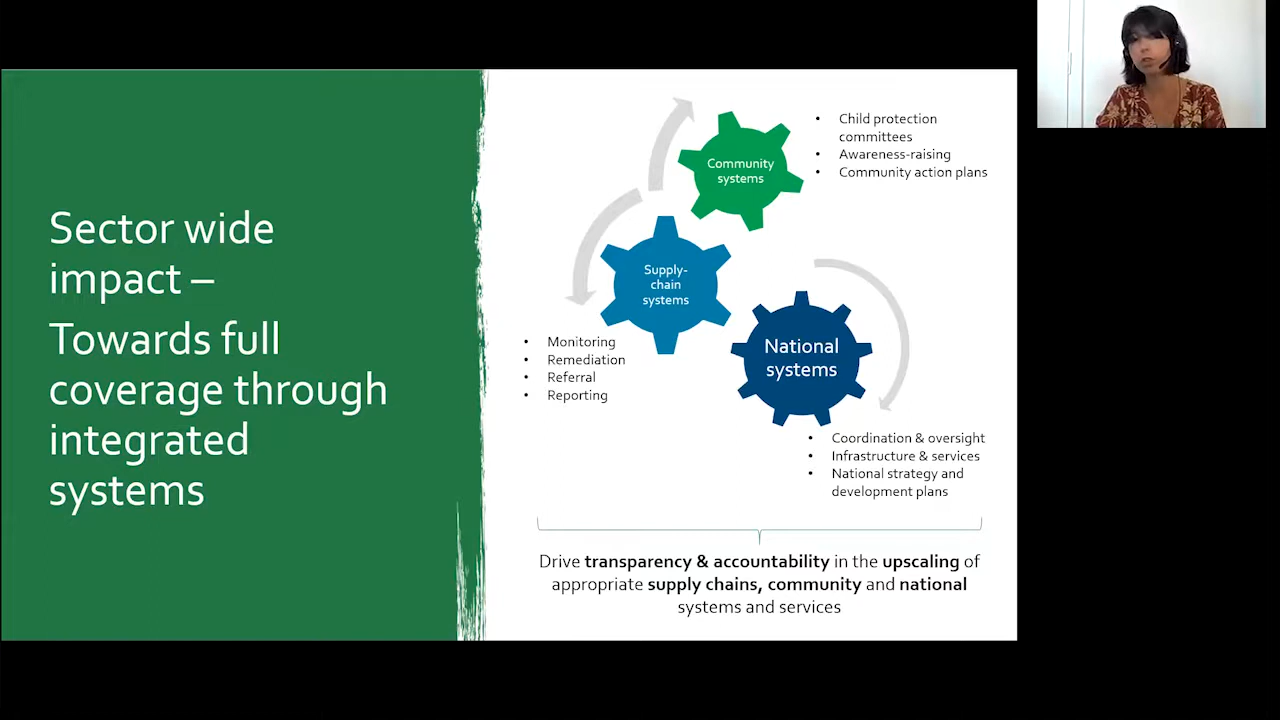 Sector wide
impact –
Towards full
coverage through
integrated
systems
Community
systems
• Child protection
committees
• Awareness-raising
• Community action plans
Supply-
chain
systems
• Monitoring
• Remediation
• Referral
• Reporting
National
systems
• Coordination & oversight
• Infrastructure & services
• National strategy and
development plans
Drive transparency & accountability in the upscaling of
appropriate supply chains, community and national
systems and services